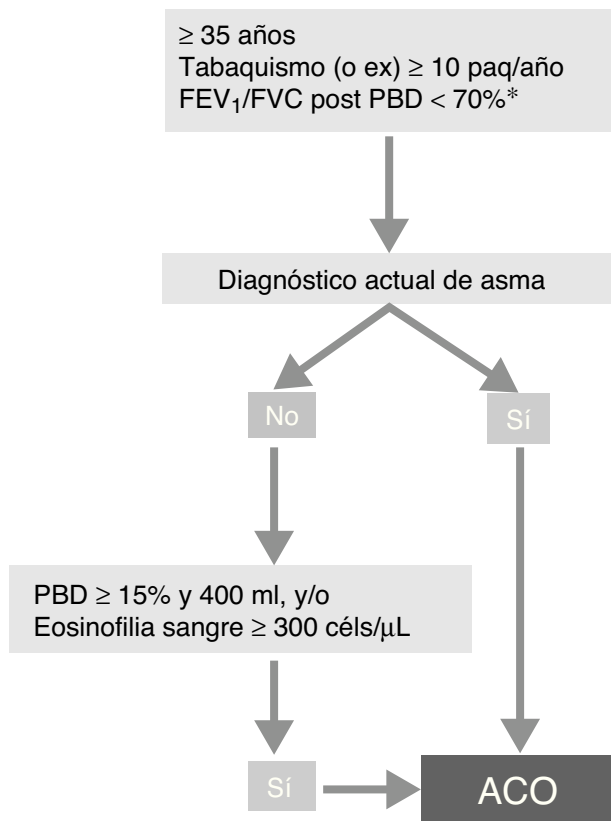 ≥ 35 años
Tabaquismo (o ex) ≥ 10 paq/año
FEV₁/FVC post PBD < 70%*
Diagnóstico actual de asma
No
Sí
PBD ≥ 15% y 400 ml, y/o
Eosinofilia sangre ≥ 300 céls/μL
Sí
ACO